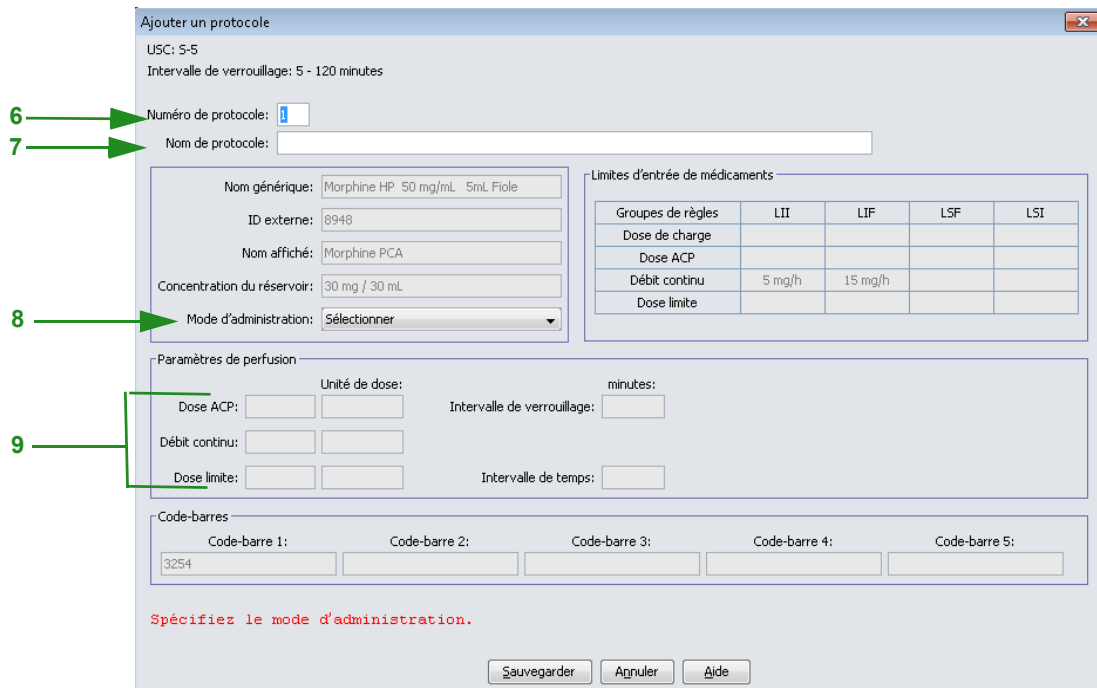 Ajouter un protocole
USC: S-5
Intervalle de verrouillage: 5 - 120 minutes
6
Numéro de protocole: 1
7
Nom de protocole:
Nom générique: Morphine HP 50 mg/mL 5mL Fiole
ID externe: 8948
Nom affiché: Morphine PCA
Concentration du réservoir: 30 mg / 30 mL
8
Mode d'administration: Sélectionner
Limites d'entrée de médicaments
Groupes de règles LII LIF LSF LSI
Dose de charge
Dose ACP
Débit continu 5 mg/h 15 mg/h
Dose limite
Paramètres de perfusion
Unité de dose: minutes:
Dose ACP: Intervalle de verrouillage:
9
Débit continu:
Dose limite: Intervalle de temps:
Code-barres
Code-barre 1: Code-barre 2: Code-barre 3: Code-barre 4: Code-barre 5:
3254
Spécifiez le mode d'administration.
Sauvegarder Annuler Aide